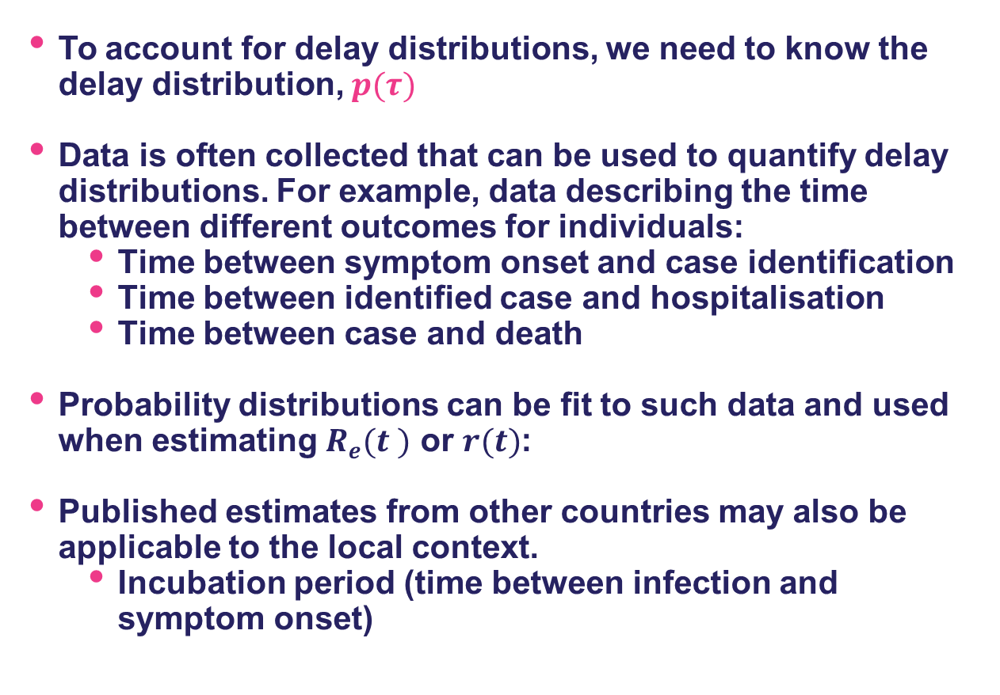 • To account for delay distributions, we need to know the
delay distribution, p(τ)
• Data is often collected that can be used to quantify delay
distributions. For example, data describing the time
between different outcomes for individuals:
• Time between symptom onset and case identification
• Time between identified case and hospitalisation
• Time between case and death
• Probability distributions can be fit to such data and used
when estimating Rₑ(t ) or r(t):
• Published estimates from other countries may also be
applicable to the local context.
• Incubation period (time between infection and
symptom onset)